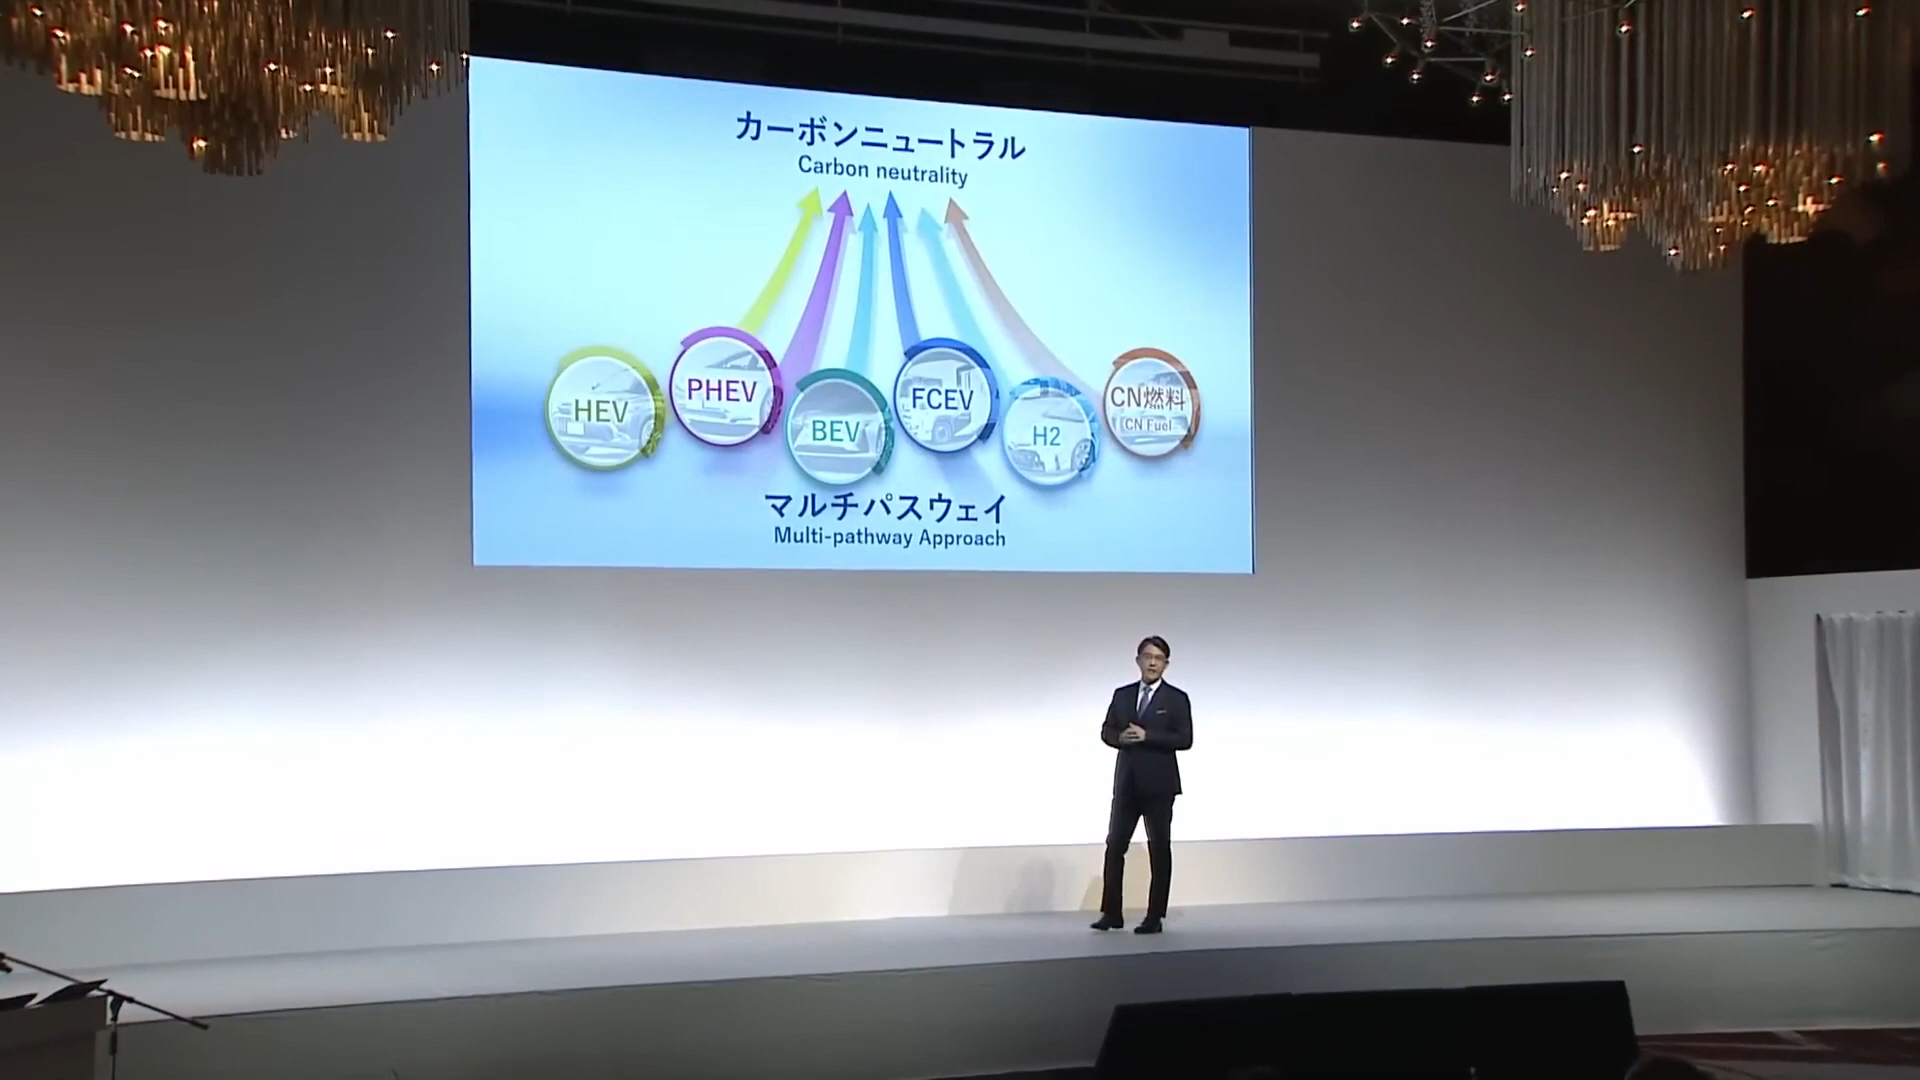 カーボンニュートラル
Carbon neutrality
HEV
PHEV
BEV
FCEV
H2
CN燃料
CN Fuel
マルチパスウェイ
Multi-pathway Approach